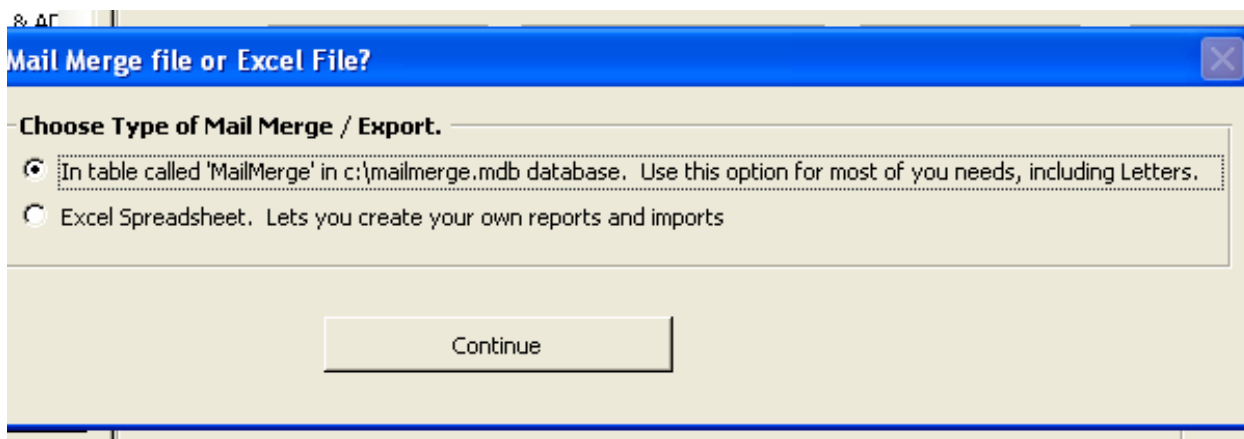 Mail Merge file or Excel File?
Choose Type of Mail Merge / Export.
In table called 'MailMerge' in c:\mailmerge.mdb database.  Use this option for most of you needs, including Letters.
Excel Spreadsheet.  Lets you create your own reports and imports
Continue